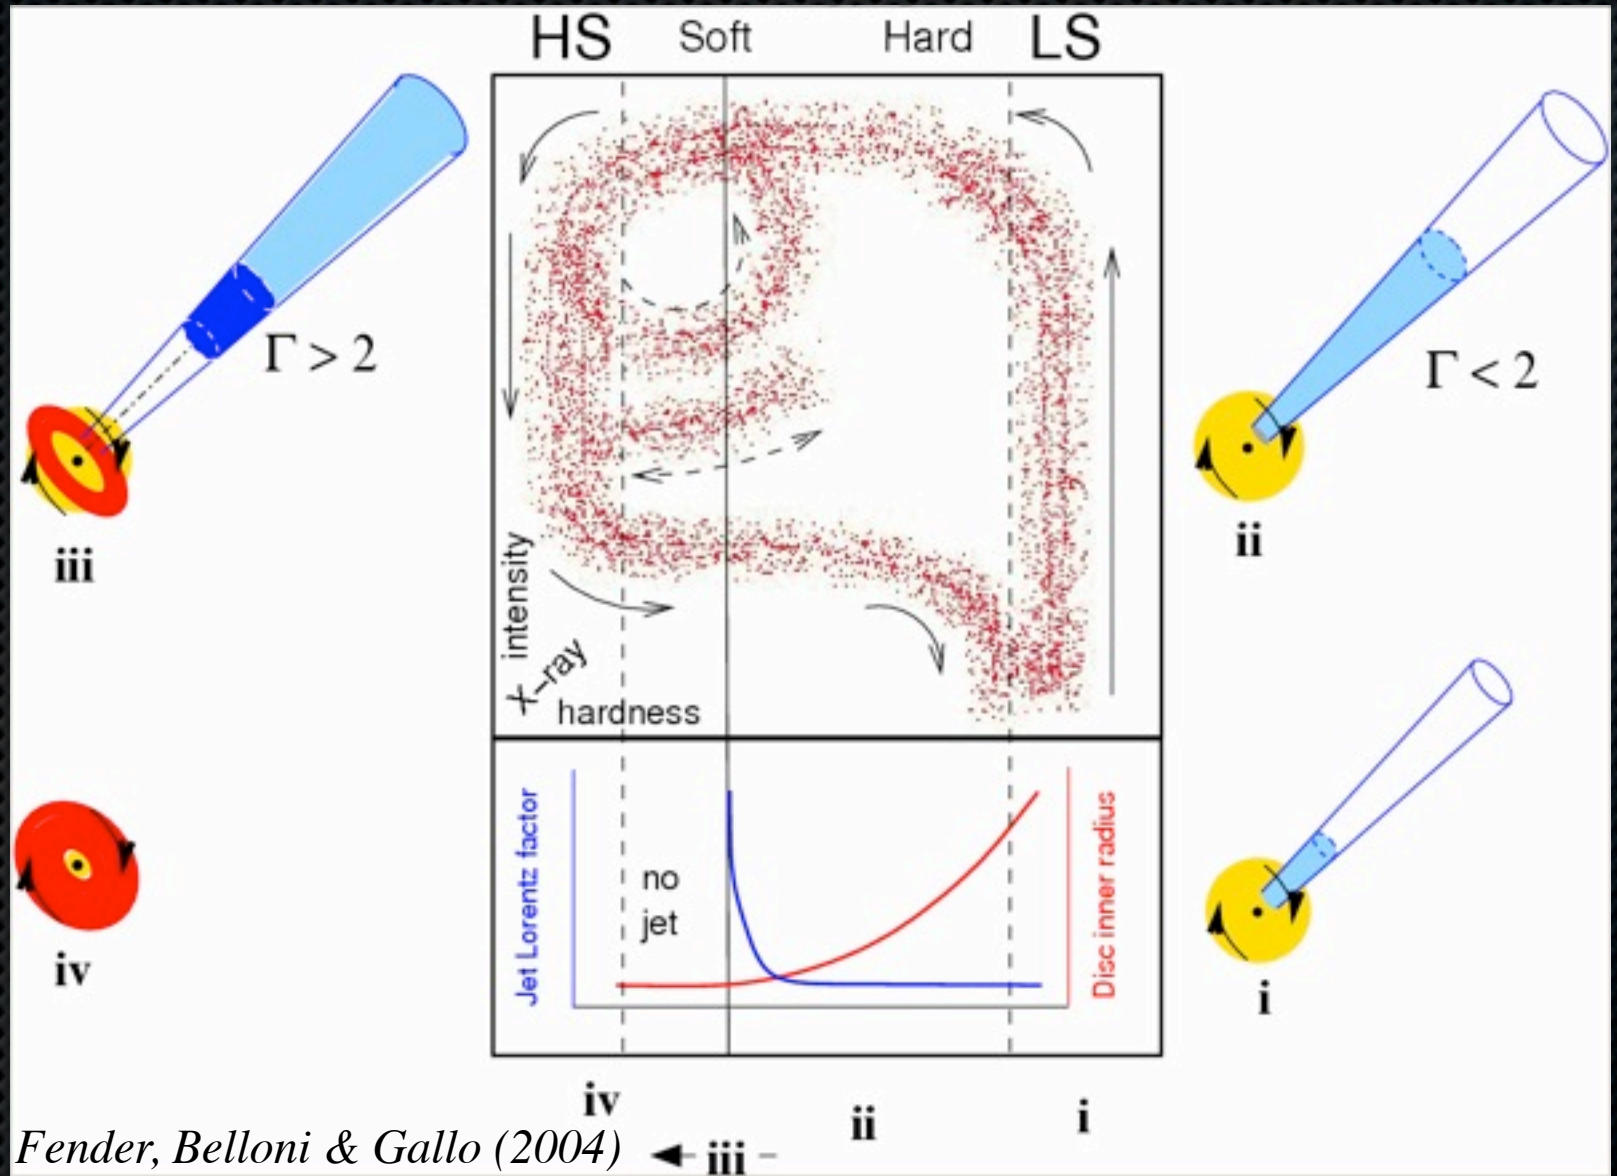 HS Soft Hard LS
Γ > 2
Γ < 2
iii
ii
intensity
X-ray
hardness
Jet Lorentz factor
no
jet
Disc inner radius
iv
i
iv
ii
i
iii
Fender, Belloni & Gallo (2004)